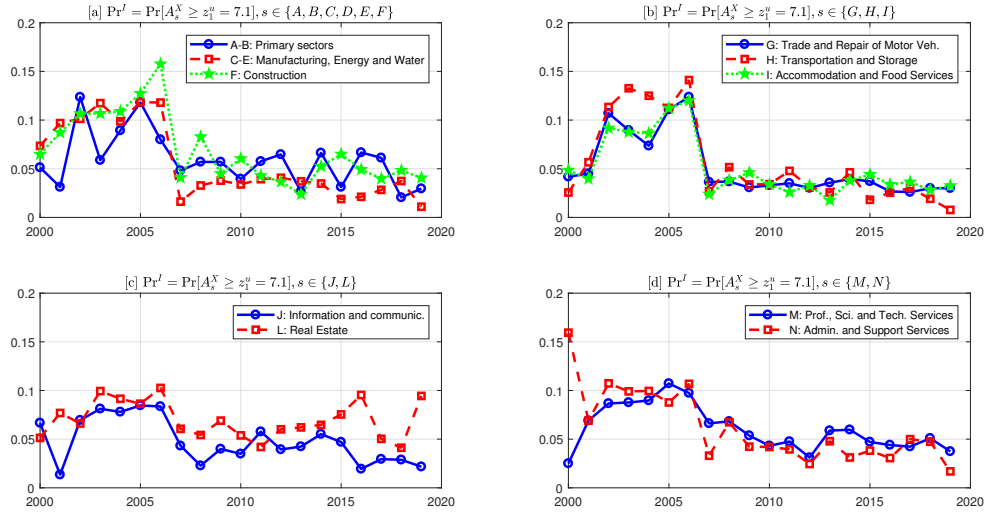 [a] Pr^I = Pr[A_s^X ≥ z_1^u = 7.1], s ∈ {A, B, C, D, E, F}
A-B: Primary sectors
C-E: Manufacturing, Energy and Water
F: Construction
0.2
0.15
0.1
0.05
0
2000 2005 2010 2015 2020
[b] Pr^I = Pr[A_s^X ≥ z_1^u = 7.1], s ∈ {G, H, I}
G: Trade and Repair of Motor Veh.
H: Transportation and Storage
I: Accommodation and Food Services
0.2
0.15
0.1
0.05
0
2000 2005 2010 2015 2020
[c] Pr^I = Pr[A_s^X ≥ z_1^u = 7.1], s ∈ {J, L}
J: Information and communic.
L: Real Estate
0.2
0.15
0.1
0.05
0
2000 2005 2010 2015 2020
[d] Pr^I = Pr[A_s^X ≥ z_1^u = 7.1], s ∈ {M, N}
M: Prof., Sci. and Tech. Services
N: Admin. and Support Services
0.2
0.15
0.1
0.05
0
2000 2005 2010 2015 2020